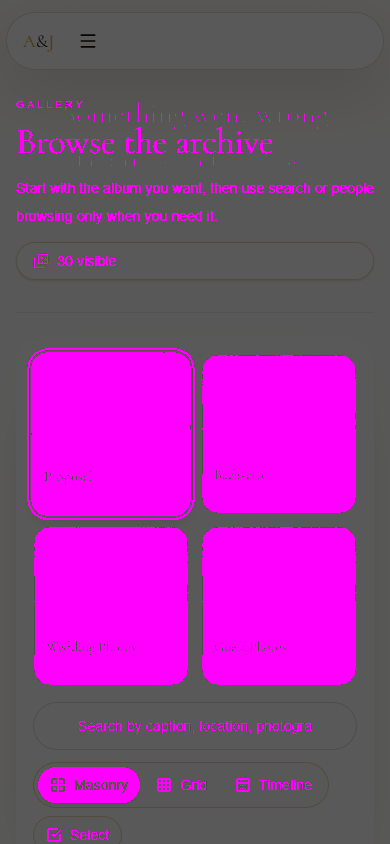 A&J
GALLERY
Browse the archive
Start with the album you want, then use search or people
browsing only when you need it.
30 visible
Wedding
Photos
Search by caption, location, photogra
Masonry
Grid
Timeline
Select